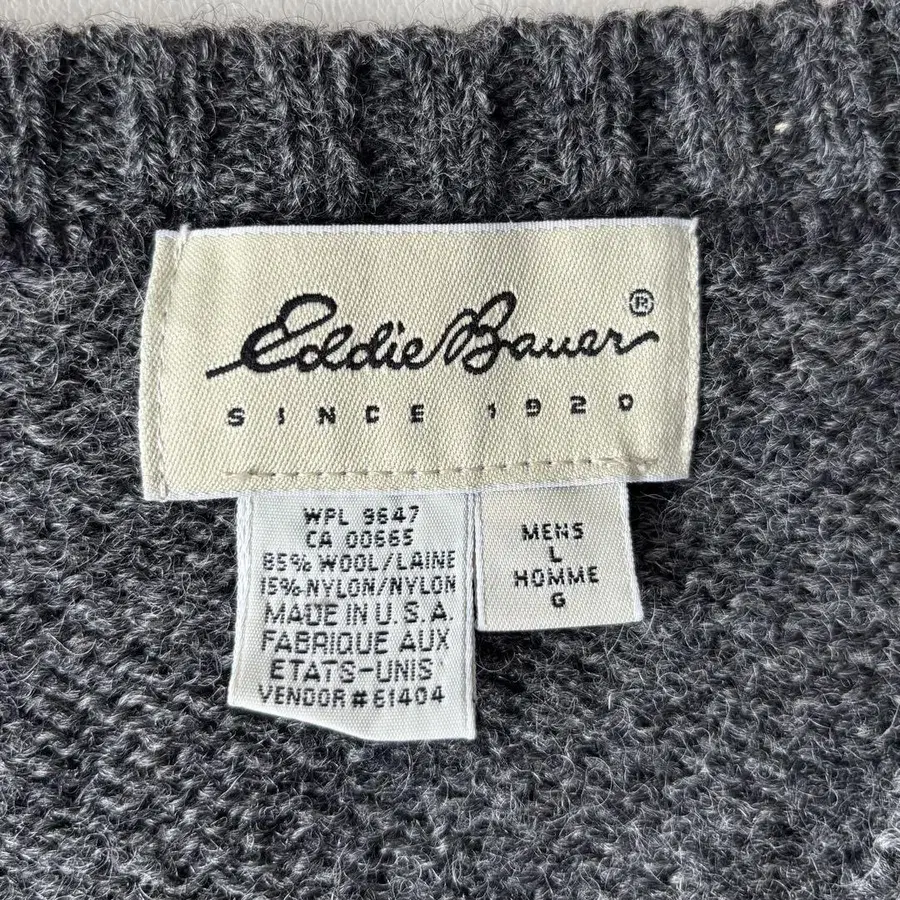 Eddie Bauer®
SINCE 1920
WPL 9647
CA 00665
85% WOOL/LAINE
15% NYLON/NYLON
MADE IN U.S.A
FABRIQUE AUX
ETATS-UNIS
VENDOR #61404
MENS
L
HOMME
G